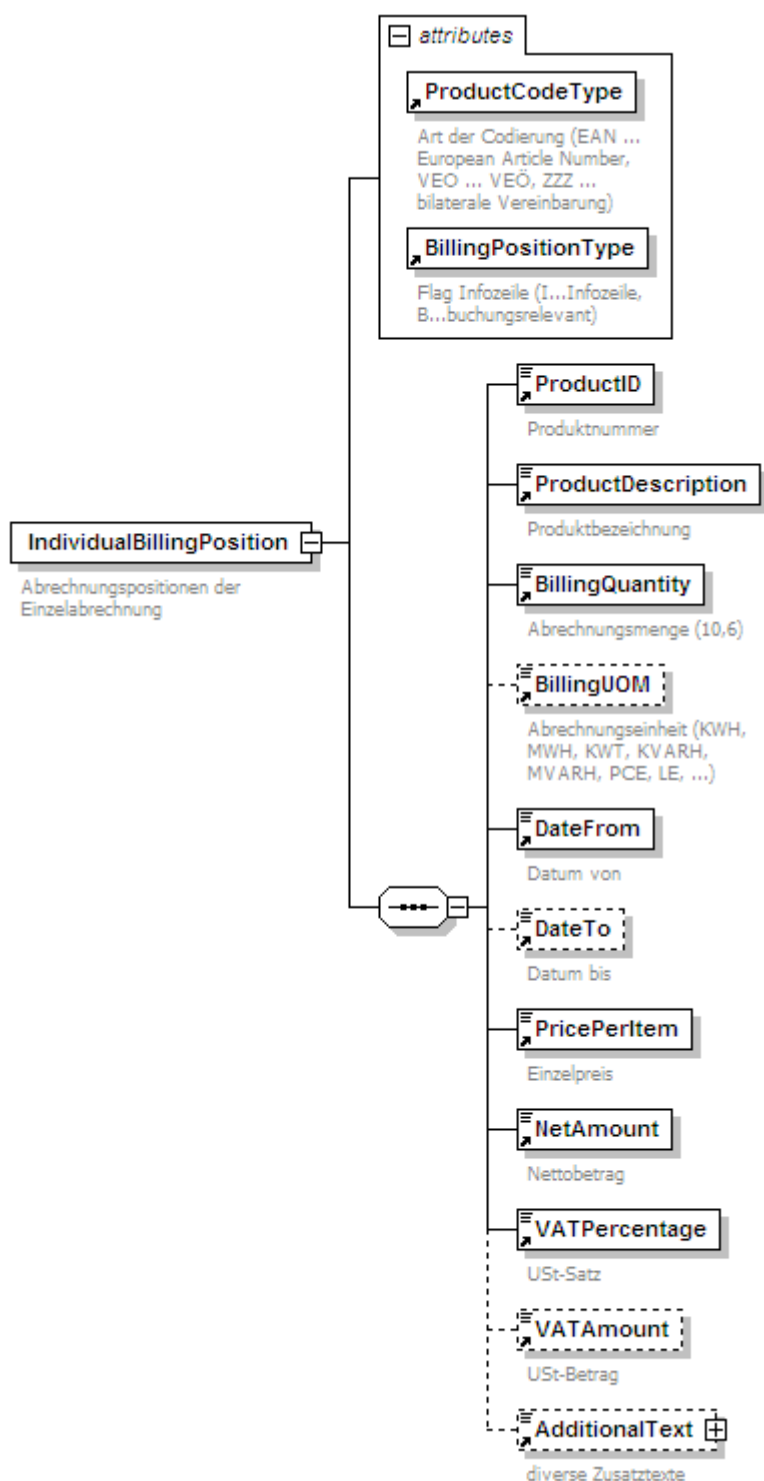 attributes
ProductCodeType
Art der Codierung (EAN ...
European Article Number,
VEO ... VEÖ, ZZZ ...
bilaterale Vereinbarung)
BillingPositionType
Flag Infozeile (I...Infozeile,
B...buchungsrelevant)
IndividualBillingPosition
Abrechnungspositionen der
Einzelabrechnung
ProductID
Produktnummer
ProductDescription
Produktbezeichnung
BillingQuantity
Abrechnungsmenge (10,6)
BillingUOM
Abrechnungseinheit (KWH,
MWH, KWT, KVARH,
MVARH, PCE, LE, ...)
DateFrom
Datum von
DateTo
Datum bis
PricePerItem
Einzelpreis
NetAmount
Nettobetrag
VATPercentage
USt-Satz
VATAmount
USt-Betrag
AdditionalText
diverse Zusatztexte